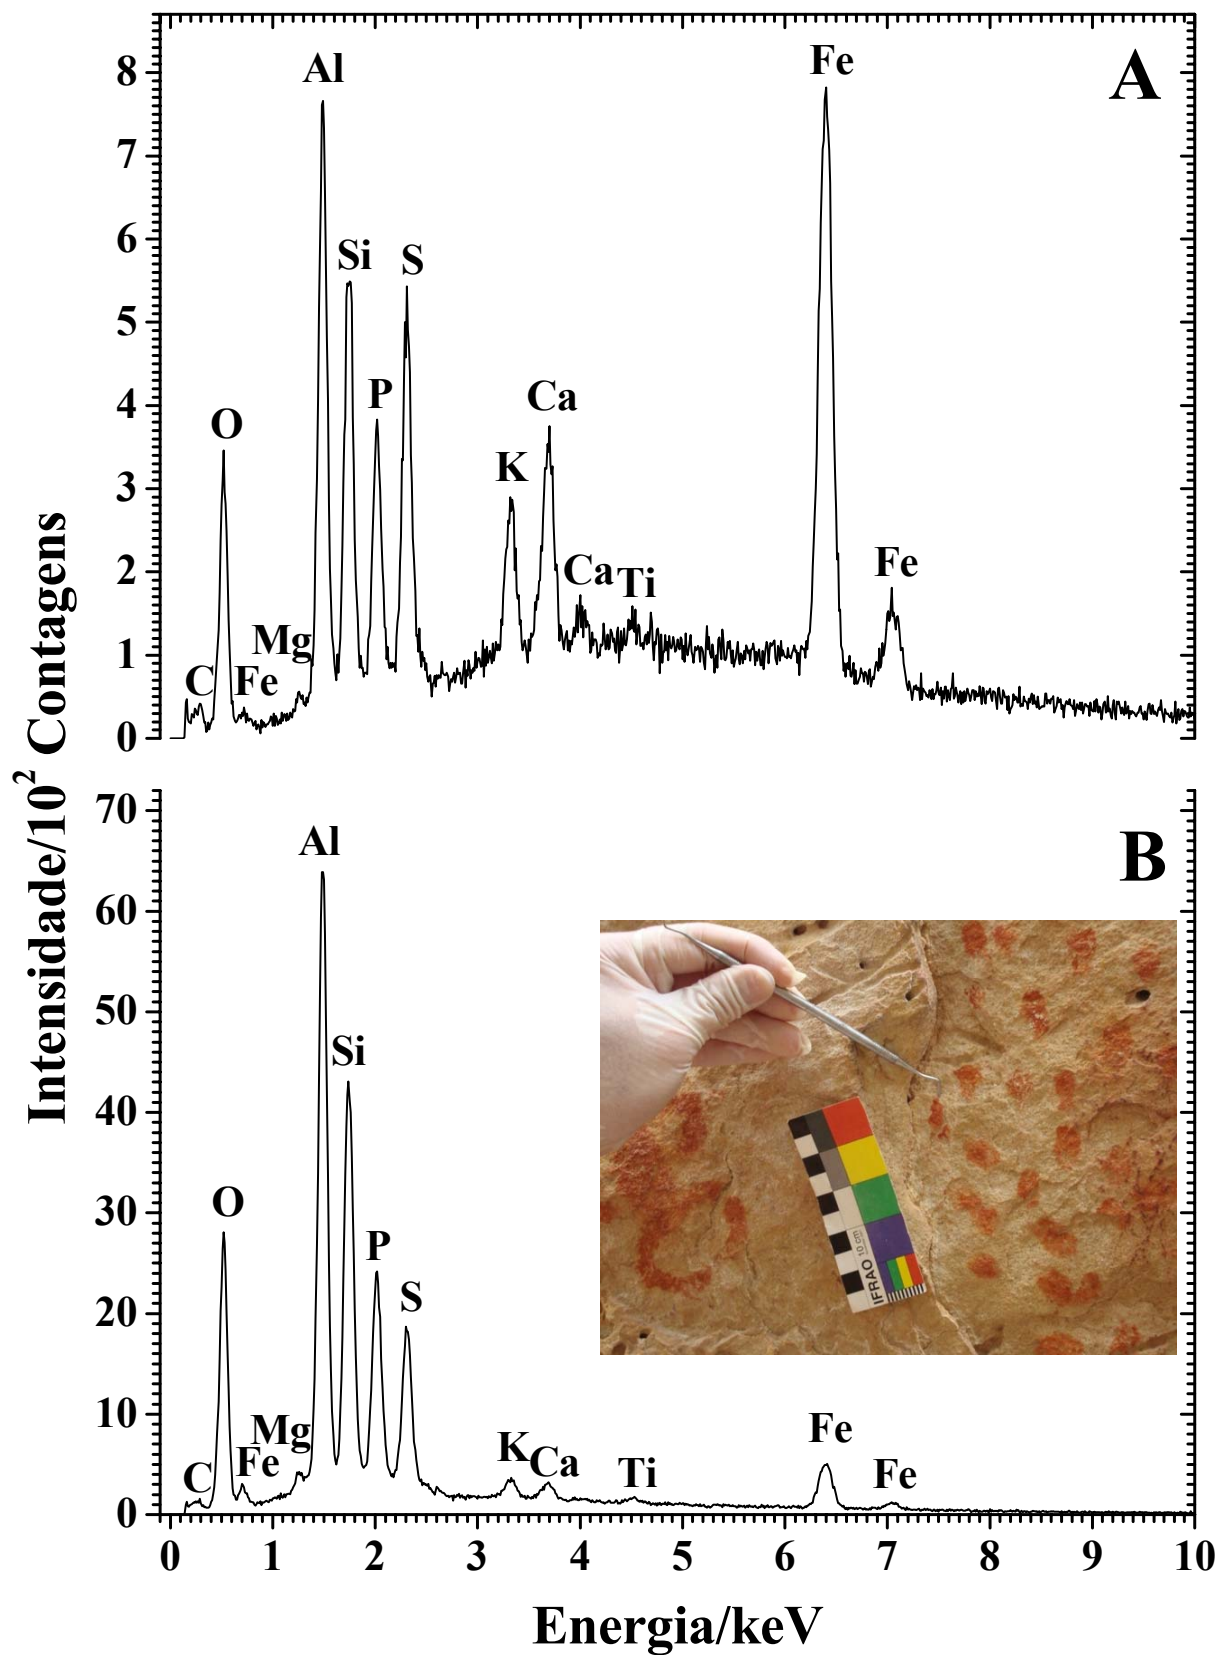 A
8
7
6
5
4
3
2
1
0
Al
Fe
Si
S
P
Ca
O
K
Ca Ti
Fe
Mg
C Fe
Intensidade/10² Contagens
B
70
60
50
40
30
20
10
0
Al
Si
O
P
S
Mg
C Fe
K Ca
Ti
Fe
Fe
IFRAO 10 cm
0 1 2 3 4 5 6 7 8 9 10
Energia/keV